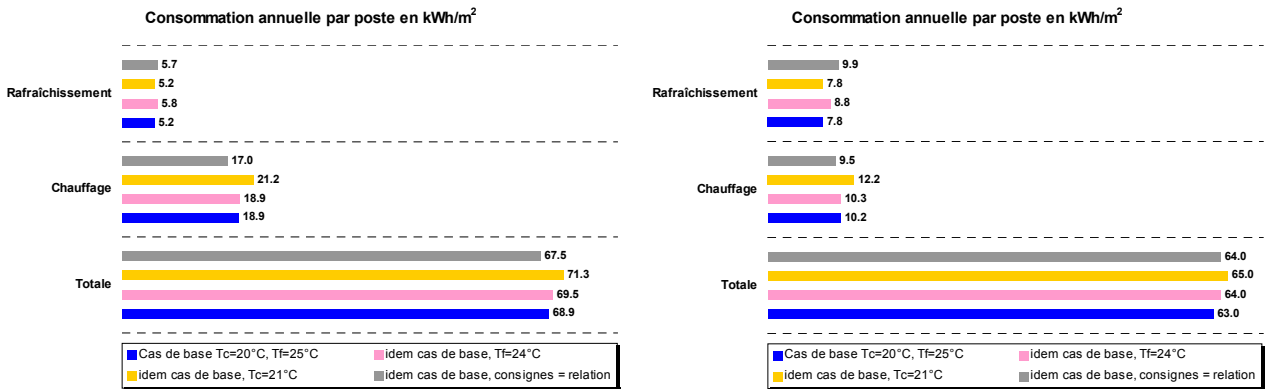 Consommation annuelle par poste en kWh/m²
Rafraîchissement
5.7
5.2
5.8
5.2
Chauffage
17.0
21.2
18.9
18.9
Totale
67.5
71.3
69.5
68.9
Cas de base Tc=20°C, Tf=25°C
idem cas de base, Tf=24°C
idem cas de base, Tc=21°C
idem cas de base, consignes = relation
Consommation annuelle par poste en kWh/m²
Rafraîchissement
9.9
7.8
8.8
7.8
Chauffage
9.5
12.2
10.3
10.2
Totale
64.0
65.0
64.0
63.0
Cas de base Tc=20°C, Tf=25°C
idem cas de base, Tf=24°C
idem cas de base, Tc=21°C
idem cas de base, consignes = relation